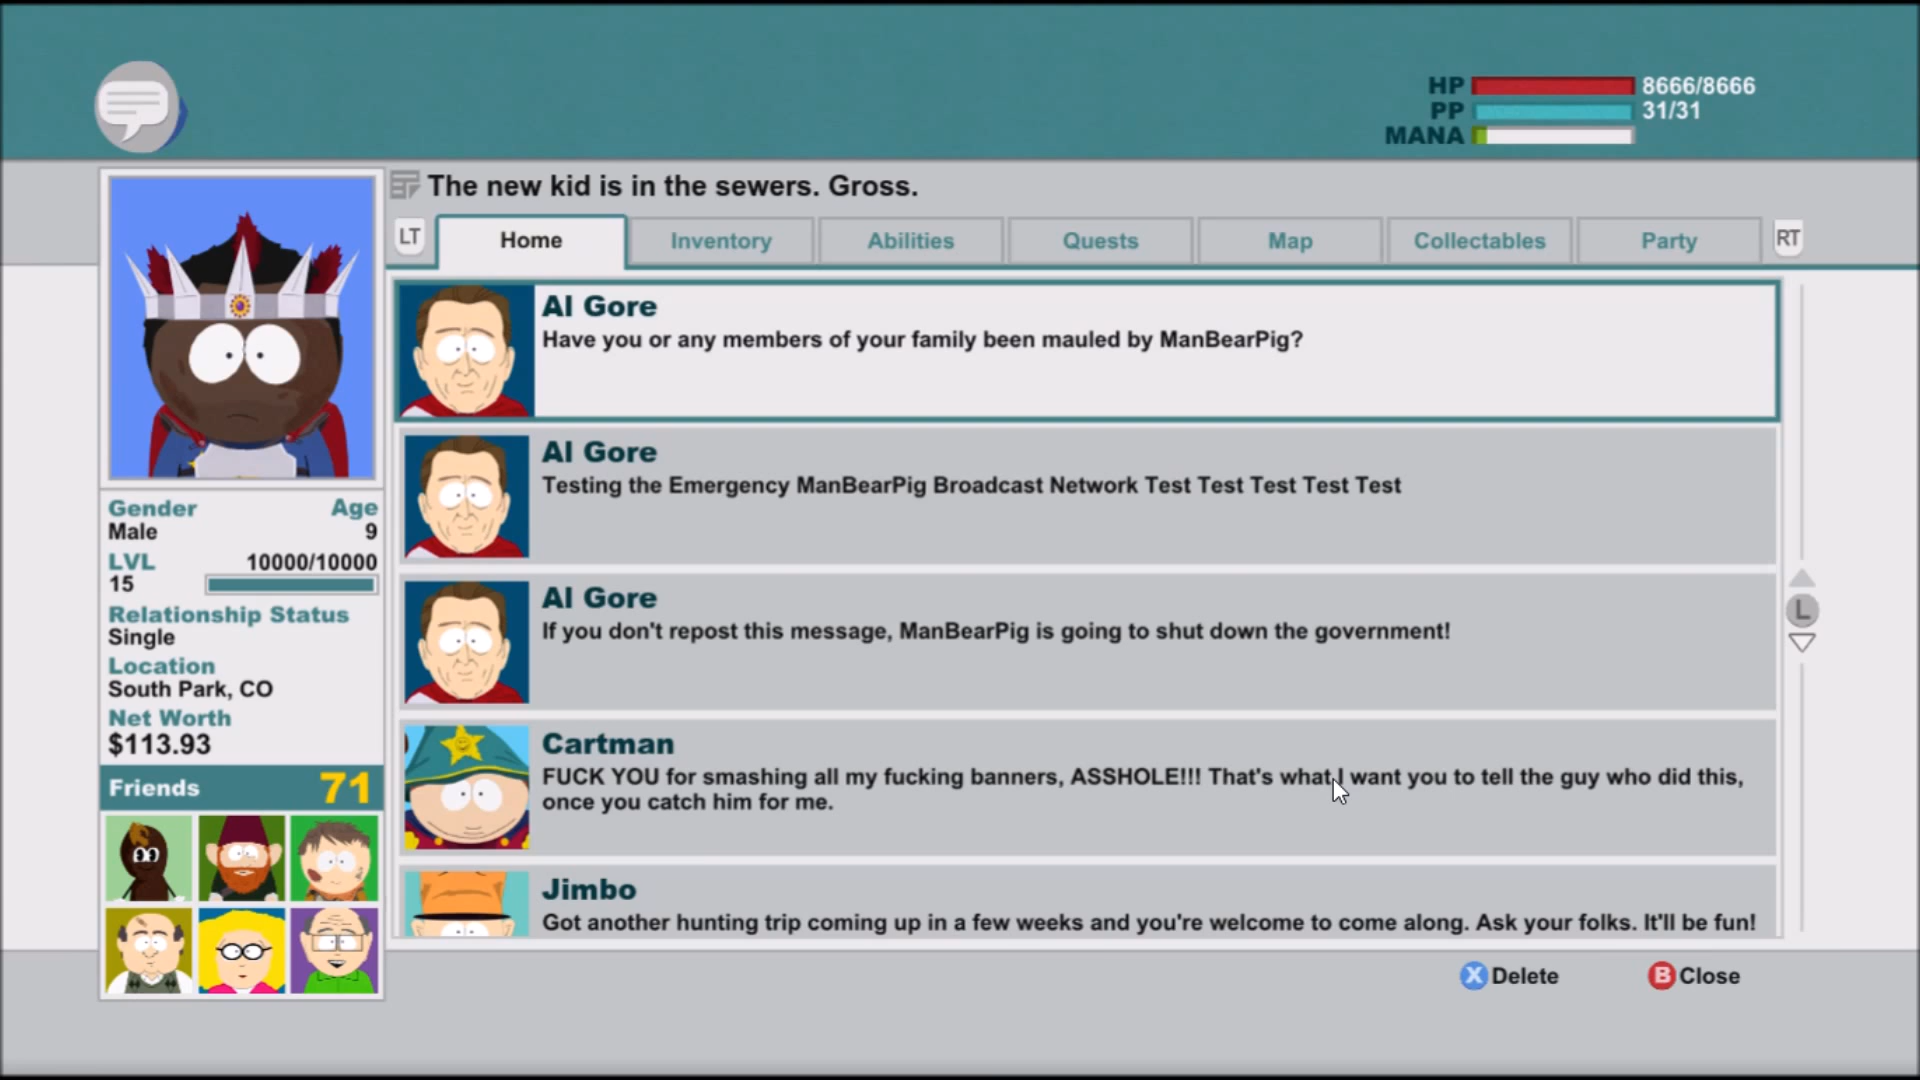 HP 8666/8666
PP 31/31
MANA
The new kid is in the sewers. Gross.
LT Home Inventory Abilities Quests Map Collectables Party RT
Gender Age
Male 9
LVL 10000/10000
15
Relationship Status
Single
Location
South Park, CO
Net Worth
$113.93
Friends 71
Al Gore
Have you or any members of your family been mauled by ManBearPig?
Al Gore
Testing the Emergency ManBearPig Broadcast Network Test Test Test Test Test
Al Gore
If you don't repost this message, ManBearPig is going to shut down the government!
Cartman
FUCK YOU for smashing all my fucking banners, ASSHOLE!!! That's what I want you to tell the guy who did this,
once you catch him for me.
Jimbo
Got another hunting trip coming up in a few weeks and you're welcome to come along. Ask your folks. It'll be fun!
L
X Delete B Close